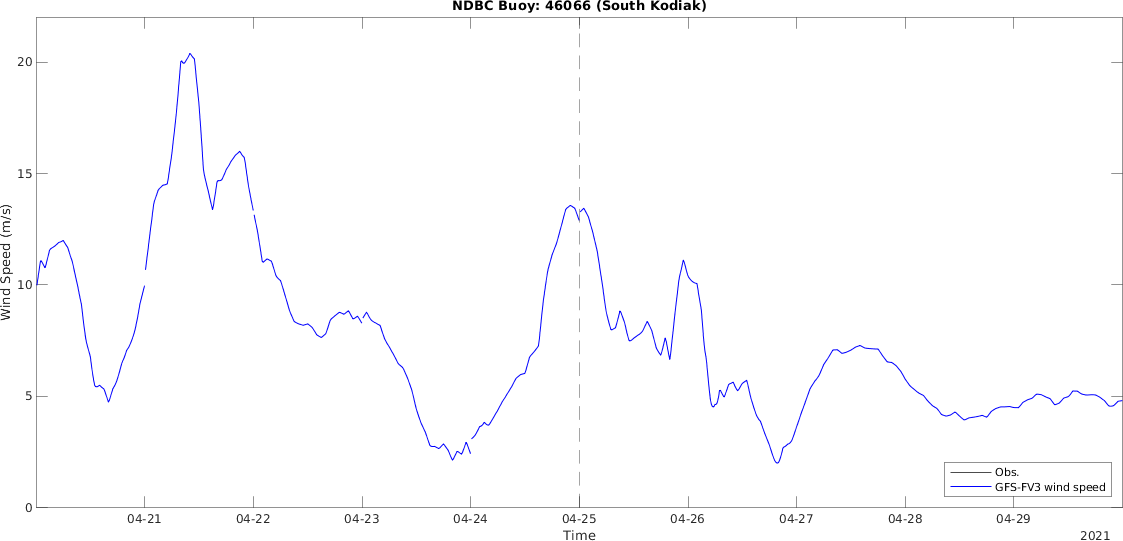 NDBC Buoy: 46066 (South Kodiak)
Wind Speed (m/s)
20
15
10
5
0
04-21 04-22 04-23 04-24 04-25 04-26 04-27 04-28 04-29
Time
2021
Obs.
GFS-FV3 wind speed